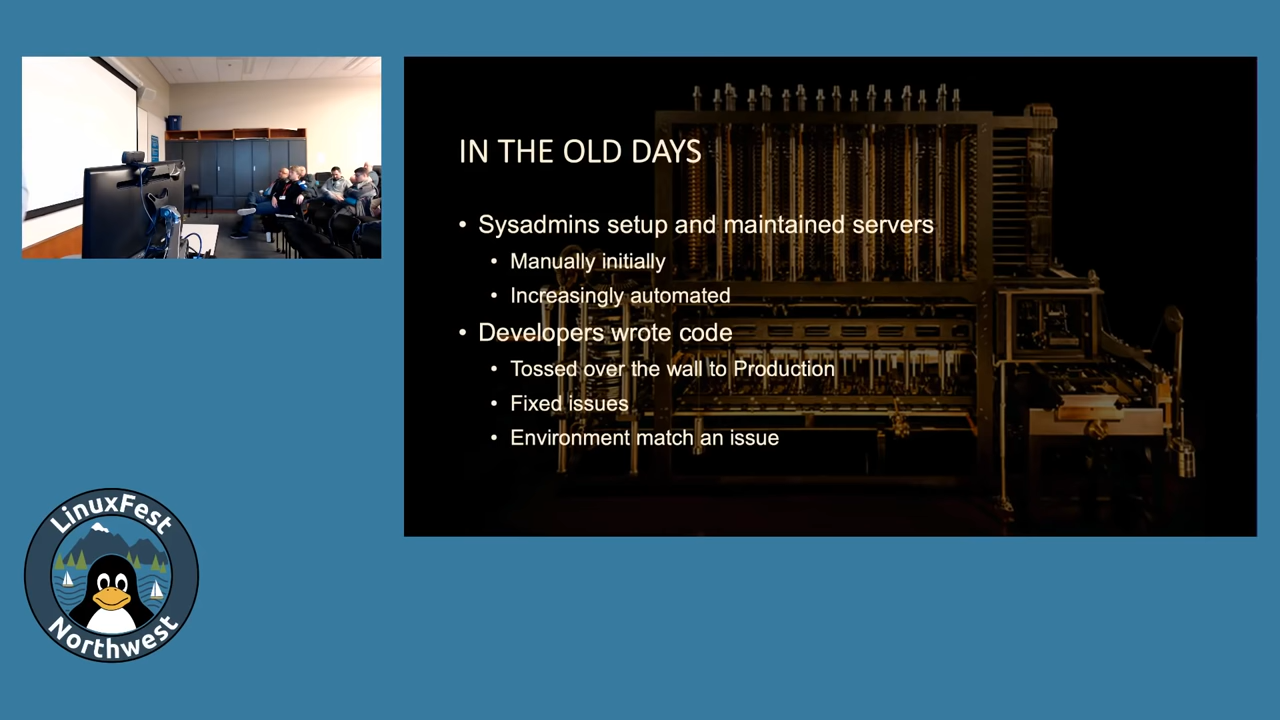 IN THE OLD DAYS
• Sysadmins setup and maintained servers
• Manually initially
• Increasingly automated
• Developers wrote code
• Tossed over the wall to Production
• Fixed issues
• Environment match an issue
LinuxFest
Northwest